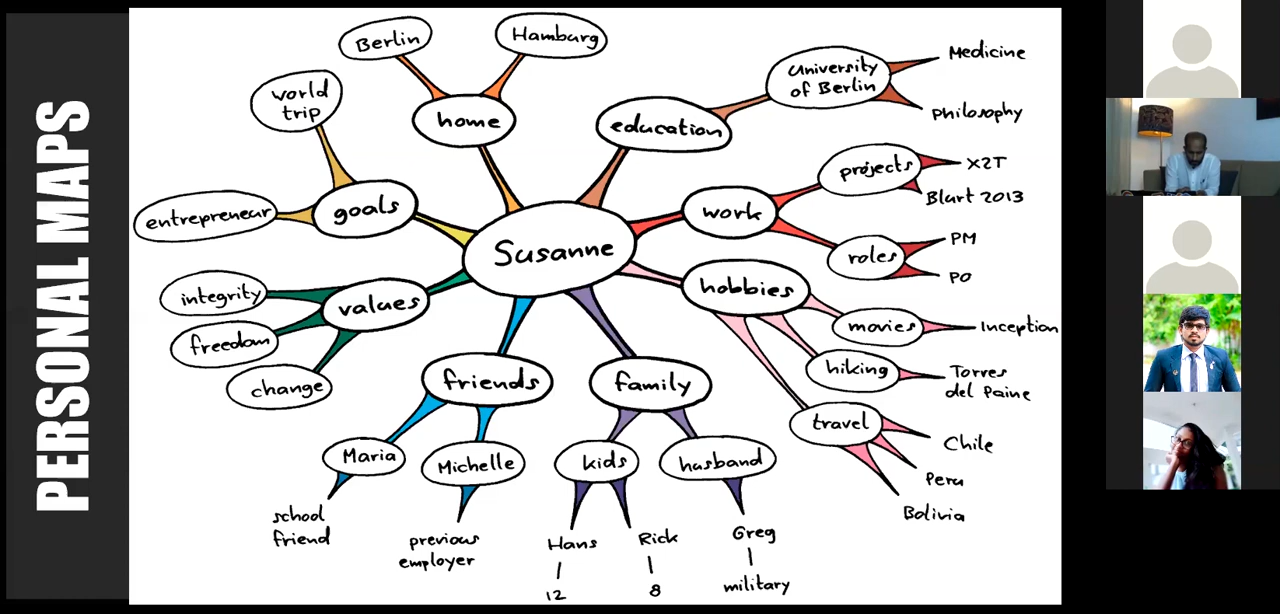 PERSONAL MAPS
Berlin
Hamburg
world
trip
home
education
University
of Berlin
Medicine
Philosophy
entrepreneur
goals
Susanne
work
projects
X2T
Blurt 2013
roles
PM
PO
integrity
freedom
change
values
hobbies
movies
Inception
hiking
Torres
del Paine
travel
Chile
Peru
Bolivia
friends
Maria
school
friend
Michelle
previous
employer
family
kids
Hans
12
Rick
8
husband
Greg
military